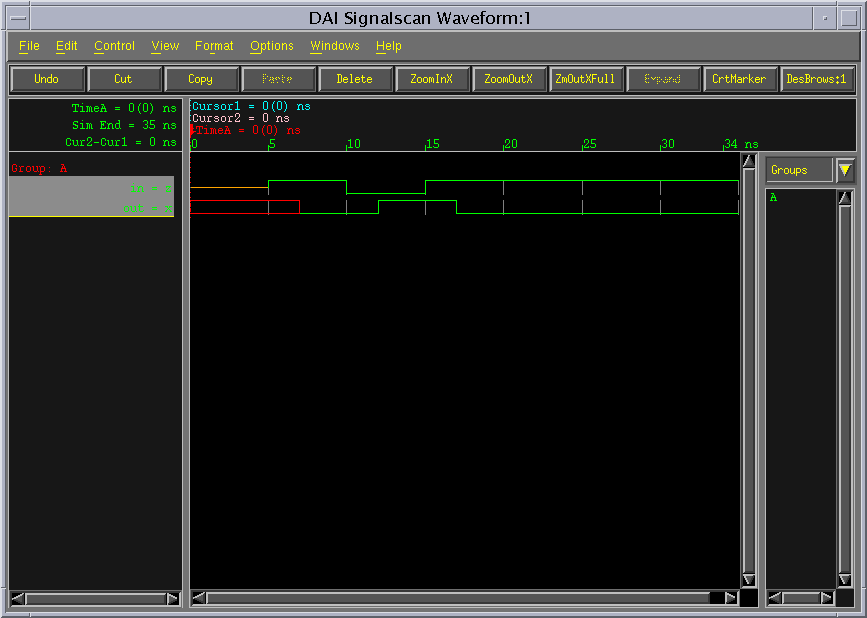 DAI Signalscan Waveform:1
File Edit Control View Format Options Windows Help
Undo Cut Copy Paste Delete ZoomInX ZoomOutX ZmOutXFull Expand CrtMarker DesBrows:1
TimeA = 0(0) ns
Sim End = 35 ns
Cur2-Cur1 = 0 ns
Cursor1 = 0(0) ns
Cursor2 = 0 ns
TimeA = 0(0) ns
0 5 10 15 20 25 30 34 ns
Group: A
Groups
A